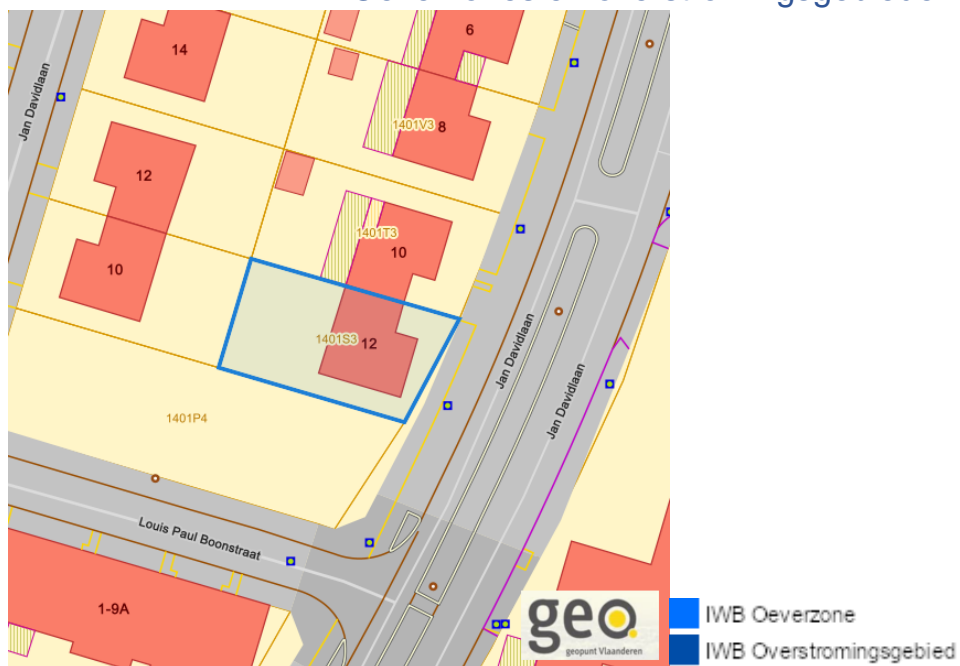 6
14
Jan Davidlaan
1401V3
8
12
1401T3
10
10
1401S3
12
Jan Davidlaan
Jan Davidlaan
1401P4
Louis Paul Boonstraat
1-9A
geo.
geopunt Vlaanderen
IWB Oeverzone
IWB Overstromingsgebied